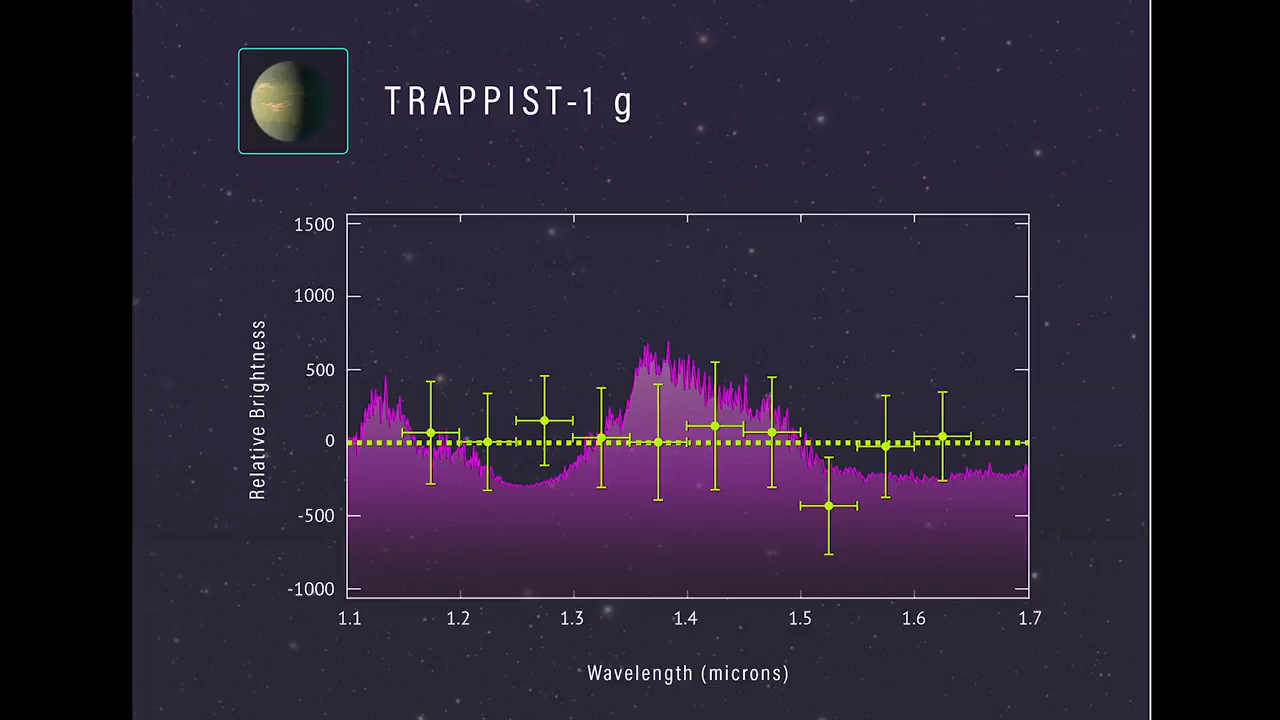 TRAPPIST-1 g
1500
1000
500
0
-500
-1000
Relative Brightness
1.1 1.2 1.3 1.4 1.5 1.6 1.7
Wavelength (microns)